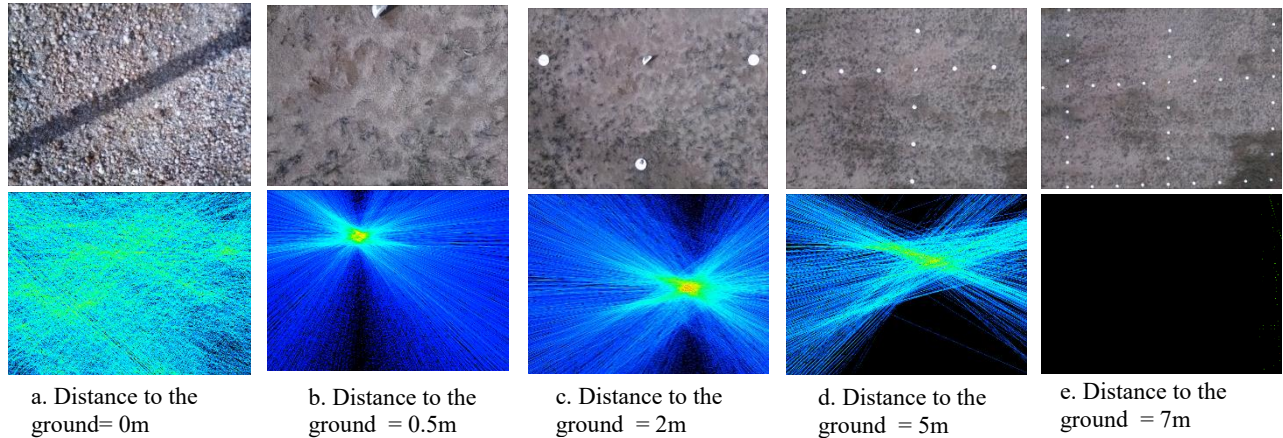 a. Distance to the
ground= 0m
b. Distance to the
ground = 0.5m
c. Distance to the
ground = 2m
d. Distance to the
ground = 5m
e. Distance to the
ground = 7m